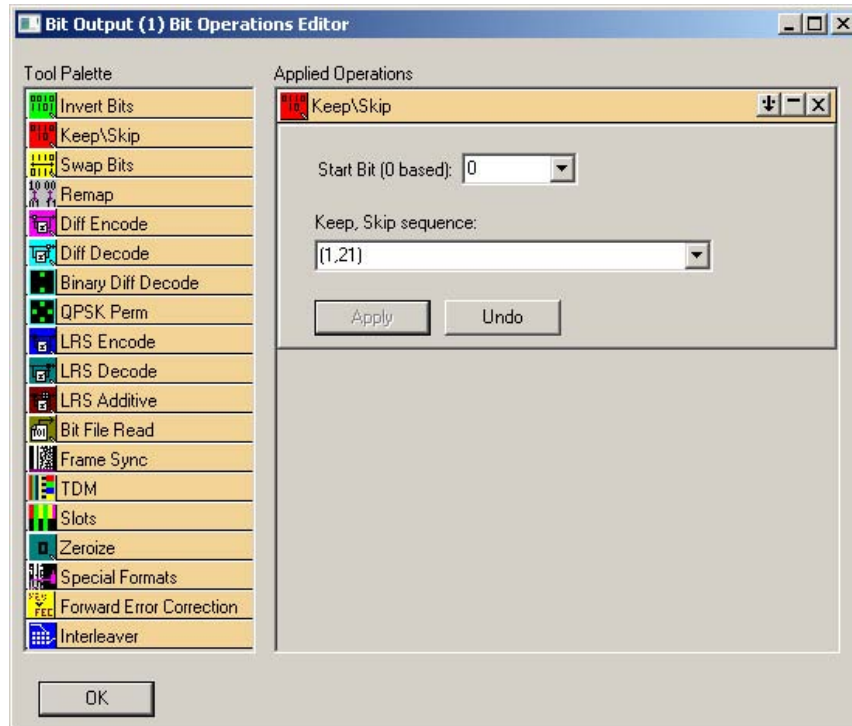 Bit Output (1) Bit Operations Editor
Tool Palette
Applied Operations
Invert Bits
Keep\Skip
Swap Bits
Remap
Diff Encode
Diff Decode
Binary Diff Decode
QPSK Perm
LRS Encode
LRS Decode
LRS Additive
Bit File Read
Frame Sync
TDM
Slots
Zeroize
Special Formats
Forward Error Correction
Interleaver
Keep\Skip
Start Bit (0 based): 0
Keep, Skip sequence:
(1,21)
Apply Undo
OK